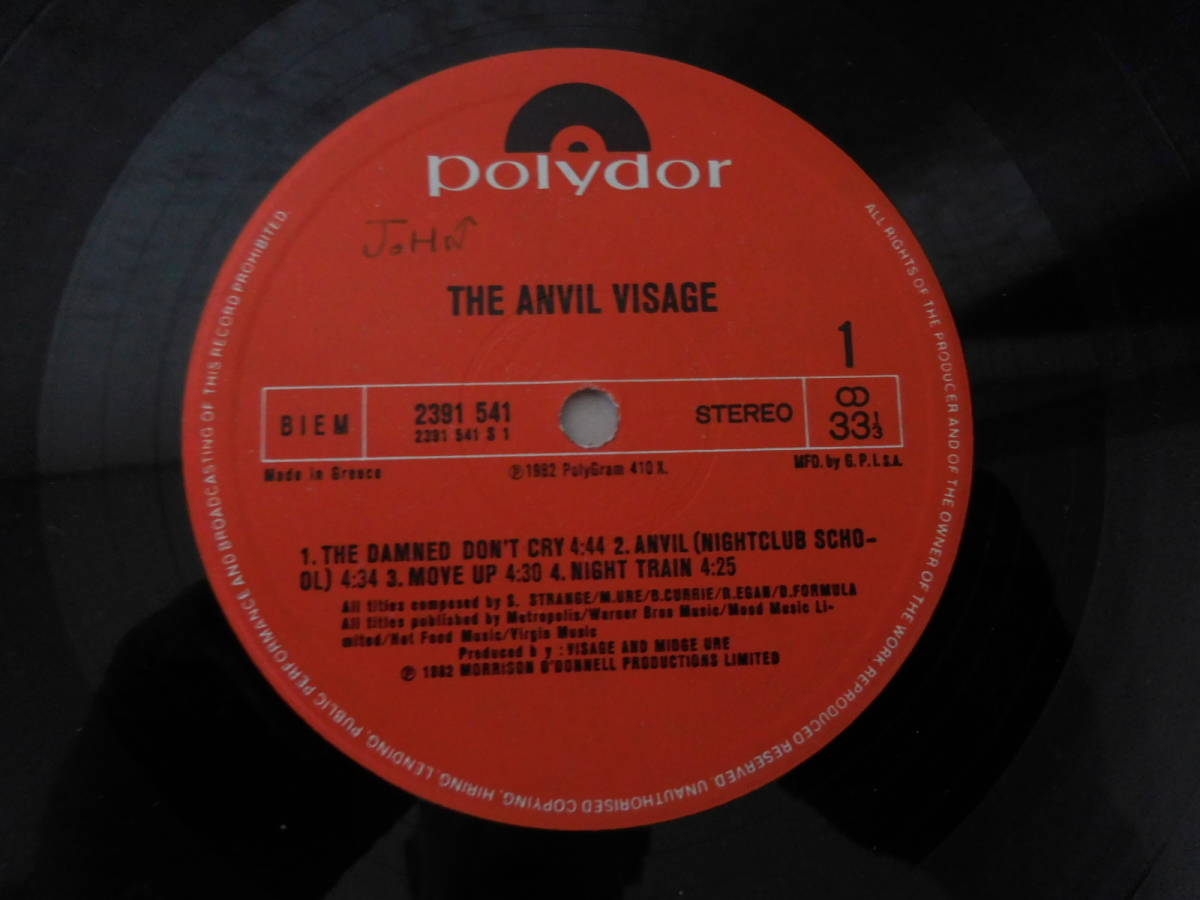 polydor
JOHN
THE ANVIL VISAGE
1
BIEM
2391 541
2391 541 S 1
STEREO
33⅓
Made in Greece
℗1982 PolyGram 410 X.
MFD. by G. P. I. S.A.
1. THE DAMNED DON'T CRY 4:44 2. ANVIL (NIGHTCLUB SCHO-
OL) 4:34 3. MOVE UP 4:30 4. NIGHT TRAIN 4:25
All titles composed by S. STRANGE/M.URE/B.CURRIE/R.EGAN/D.FORMULA
All titles published by Metropolis/Warner Bros Music/Mood Music Li-
mited/Hot Food Music/Virgin Music
Produced b y : VISAGE AND MIDGE URE
℗ 1982 MORRISON O'DONNELL PRODUCTIONS LIMITED
ALL RIGHTS OF THE PRODUCER AND OF THE OWNER OF THE WORK REPRODUCED RESERVED. UNAUTHORISED COPYING, HIRING, LENDING, PUBLIC PERFORMANCE AND BROADCASTING OF THIS RECORD PROHIBITED.